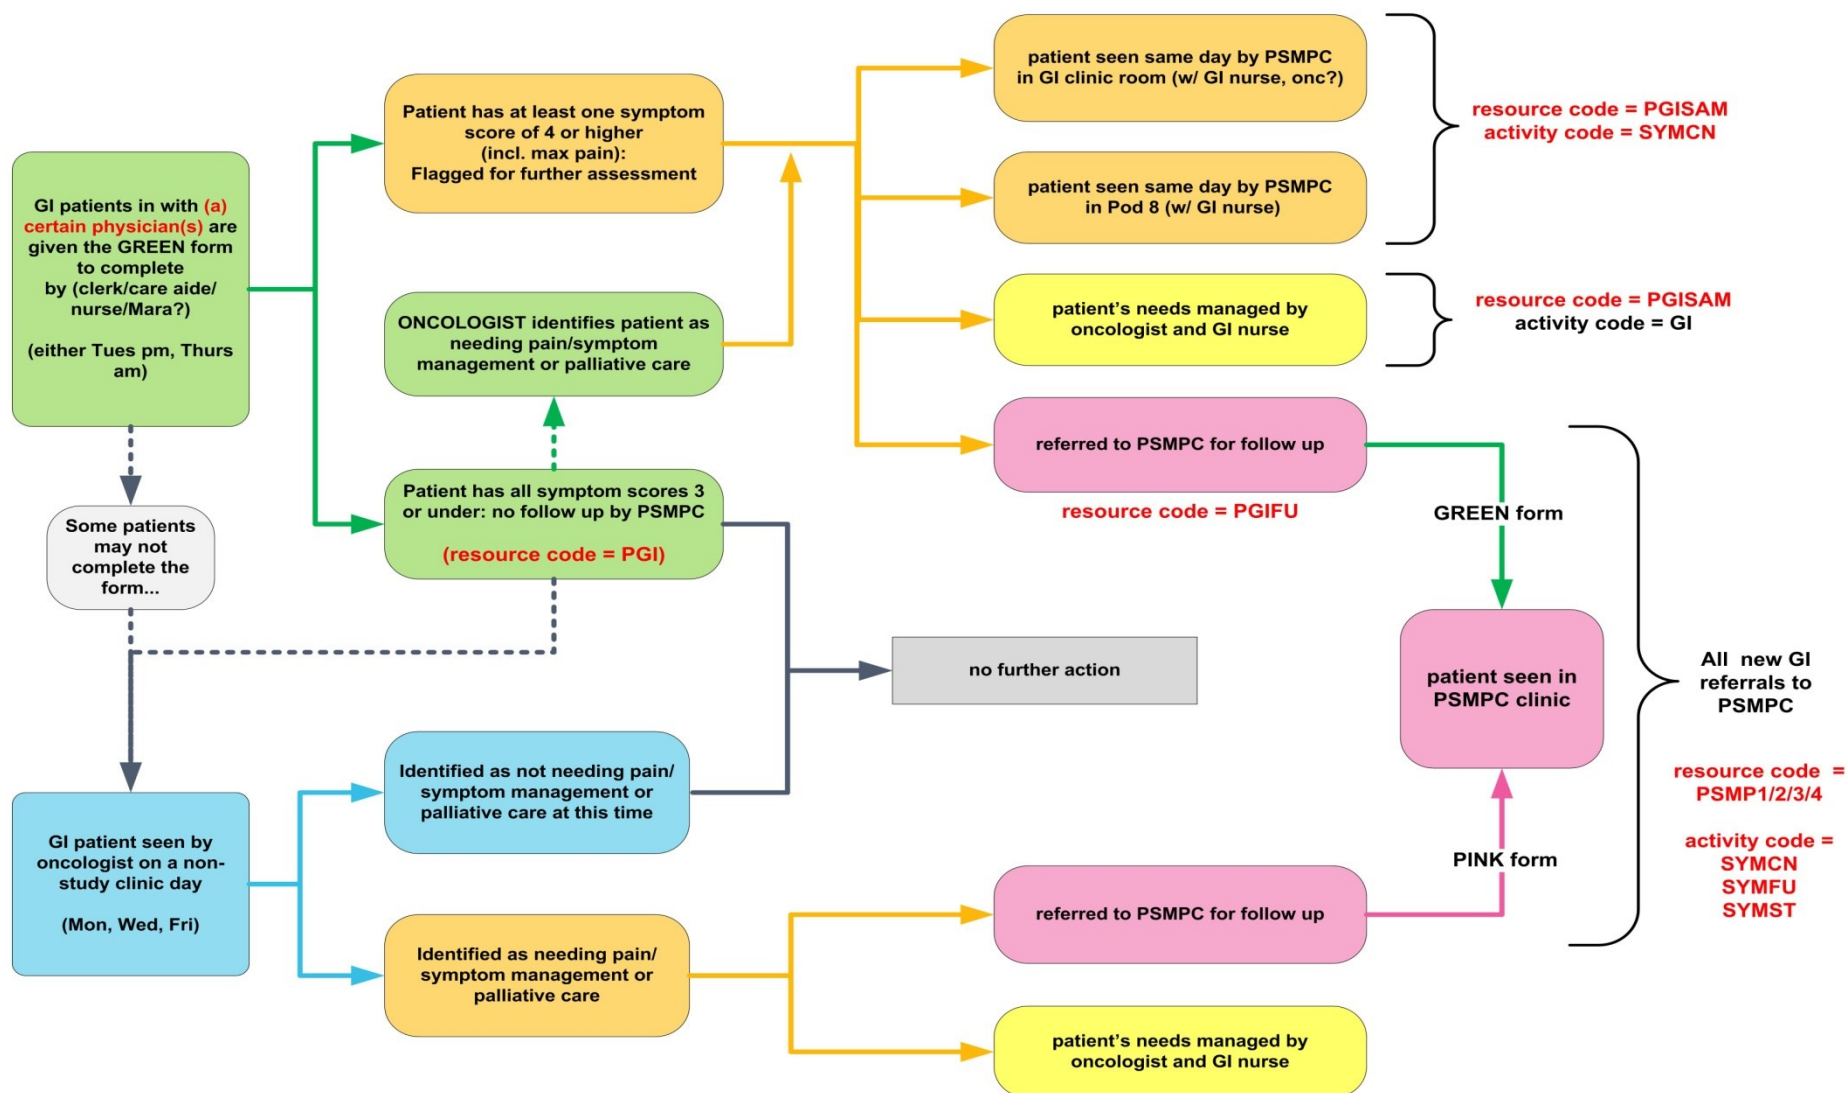 GI patients in with (a)
certain physician(s) are
given the GREEN form
to complete
by (clerk/care aide/
nurse/Mara?)
(either Tues pm, Thurs
am)
Some patients
may not
complete the
form...
GI patient seen by
oncologist on a non-
study clinic day
(Mon, Wed, Fri)
Patient has at least one symptom
score of 4 or higher
(incl. max pain):
Flagged for further assessment
ONCOLOGIST identifies patient as
needing pain/symptom
management or palliative care
Patient has all symptom scores 3
or under: no follow up by PSMPC
(resource code = PGI)
Identified as not needing pain/
symptom management or
palliative care at this time
Identified as needing pain/
symptom management or
palliative care
patient seen same day by PSMPC
in GI clinic room (w/ GI nurse, onc?)
patient seen same day by PSMPC
in Pod 8 (w/ GI nurse)
patient's needs managed by
oncologist and GI nurse
referred to PSMPC for follow up
resource code = PGIFU
no further action
referred to PSMPC for follow up
patient's needs managed by
oncologist and GI nurse
resource code = PGISAM
activity code = SYMCN
resource code = PGISAM
activity code = GI
GREEN form
patient seen in
PSMPC clinic
PINK form
All new GI
referrals to
PSMPC
resource code =
PSMP1/2/3/4
activity code =
SYMCN
SYMFU
SYMST